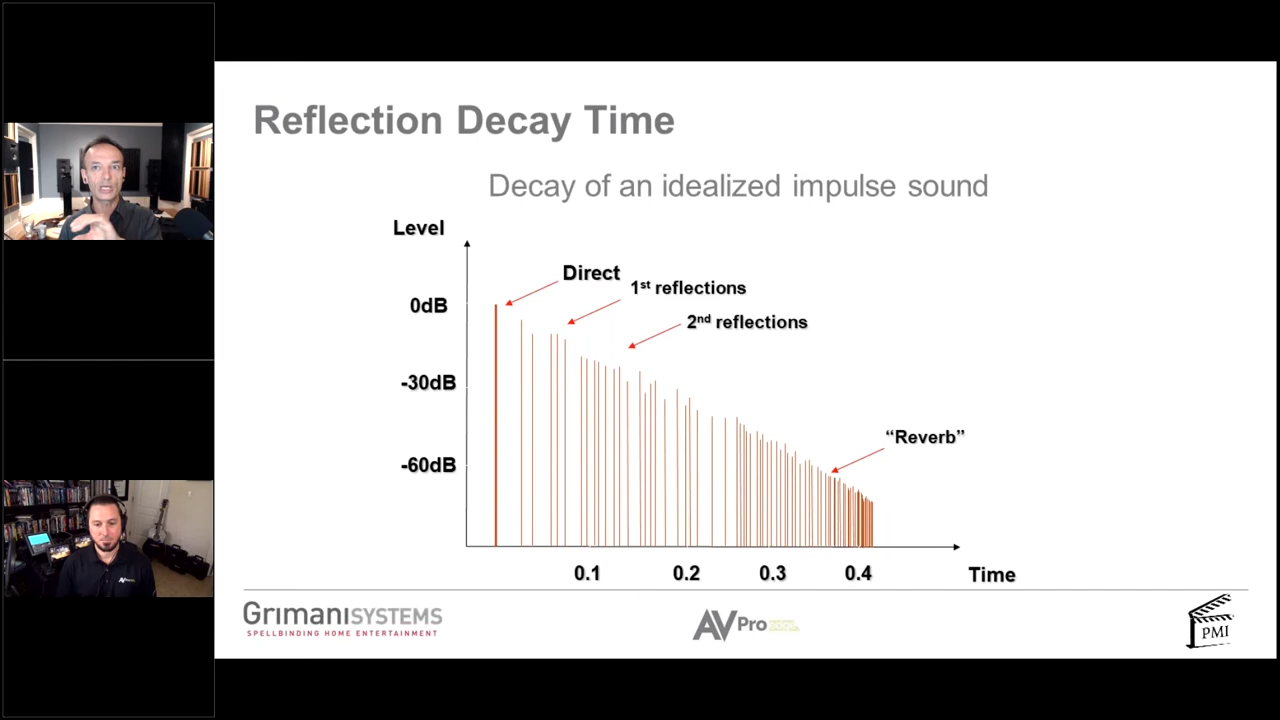 Reflection Decay Time
Decay of an idealized impulse sound
Level
Direct
1st reflections
0dB
2nd reflections
-30dB
“Reverb”
-60dB
0.1 0.2 0.3 0.4 Time
GRIMANISYSTEMS
SPELLBINDING HOME ENTERTAINMENT
AVPro
PMI